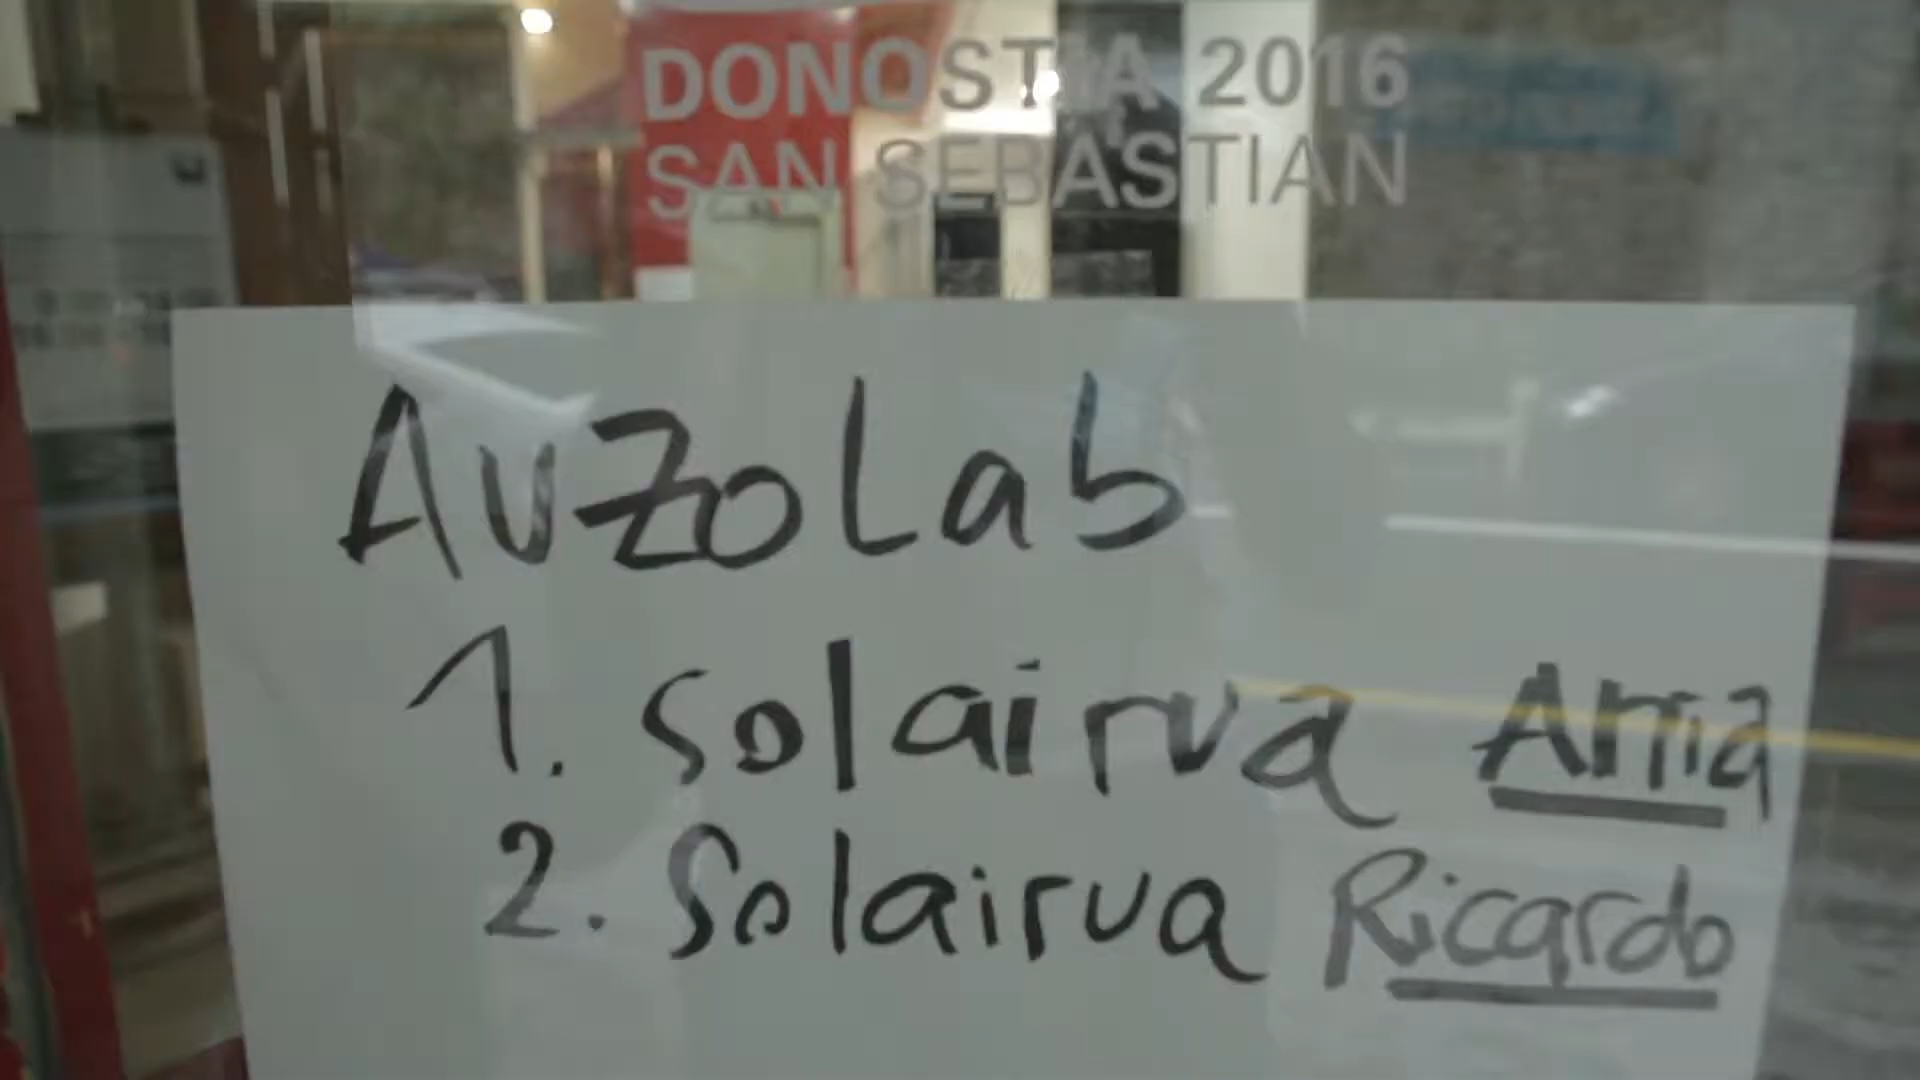 DONOSTIA 2016
SAN SEBASTIAN
AuzoLab
1. Solairua Ania
2. Solairua Ricardo